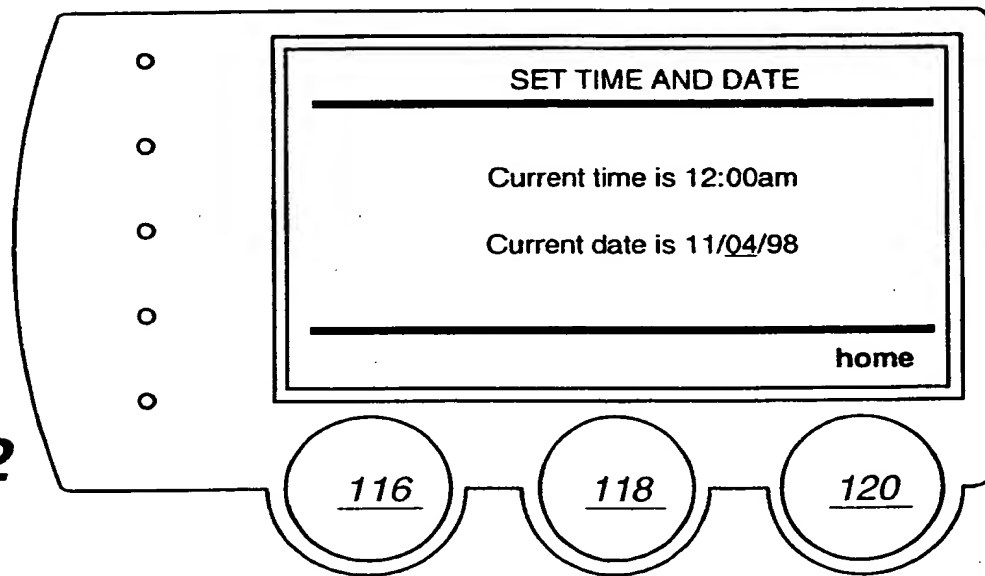 SET TIME AND DATE
Current time is 12:00am
Current date is 11/04/98
home
2
116 118 120